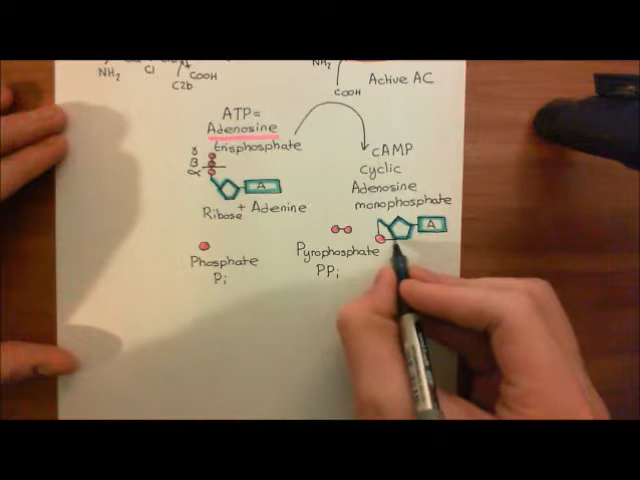 NH2
Cl
+
COOH
C2b
NH2
COOH
Active AC
ATP=
Adenosine
trisphosphate
γ
β
α
A
Ribose + Adenine
cAMP
Cyclic
Adenosine
monophosphate
A
Phosphate
Pi
Pyrophosphate
PPi